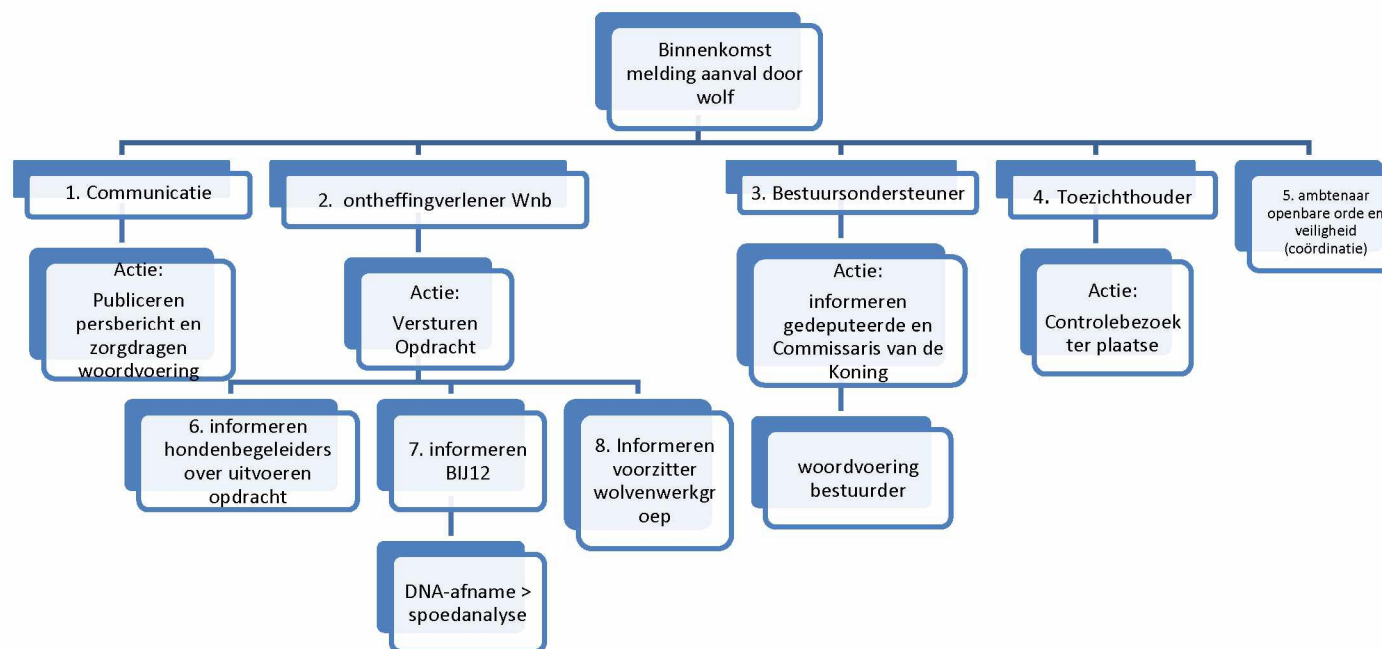 Binnenkomst
melding aanval door
wolf
1. Communicatie
2. ontheffingverlener Wnb
3. Bestuursondersteuner
4. Toezichthouder
5. ambtenaar
openbare orde en
veiligheid
(coördinatie)
Actie:
Publiceren
persbericht en
zorgdragen
woordvoering
Actie:
Versturen
Opdracht
Actie:
informeren
gedeputeerde en
Commissaris van de
Koning
Actie:
Controlebezoek
ter plaatse
6. informeren
hondenbegeleiders
over uitvoeren
opdracht
7. informeren
BIJ12
8. Informeren
voorzitter
wolvenwerkgr
oep
woordvoering
bestuurder
DNA-afname >
spoedanalyse